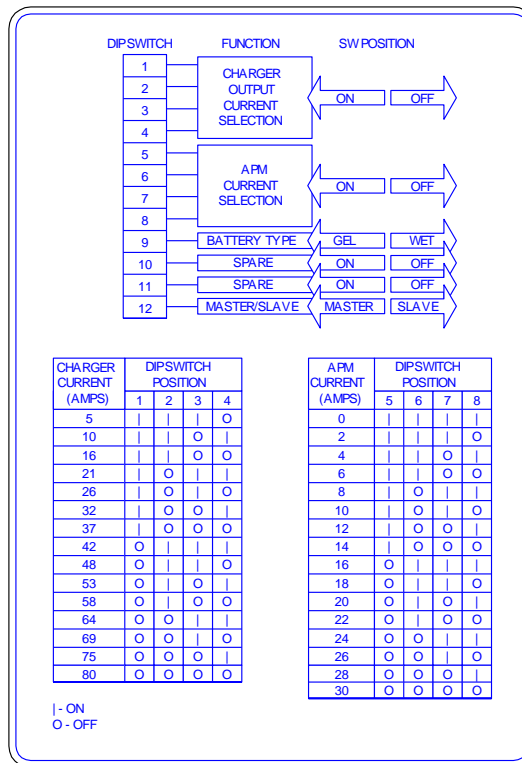 DIPSWITCH FUNCTION SW POSITION
1
2
3
4
CHARGER
OUTPUT
CURRENT
SELECTION
ON OFF
5
6
7
8
APM
CURRENT
SELECTION
ON OFF
9 BATTERY TYPE GEL WET
10 SPARE ON OFF
11 SPARE ON OFF
12 MASTER/SLAVE MASTER SLAVE
CHARGER
CURRENT
(AMPS)
DIPSWITCH
POSITION
1 2 3 4
5 | | | O
10 | | O |
16 | | O O
21 | O | |
26 | O | O
32 | O O |
37 | O O O
42 O | | |
48 O | | O
53 O | O |
58 O | O O
64 O O | |
69 O O | O
75 O O O |
80 O O O O
APM
CURRENT
(AMPS)
DIPSWITCH
POSITION
5 6 7 8
0 | | | |
2 | | | O
4 | | O |
6 | | O O
8 | O | |
10 | O | O
12 | O O |
14 | O O O
16 O | | |
18 O | | O
20 O | O |
22 O | O O
24 O O | |
26 O O | O
28 O O O |
30 O O O O
| - ON
O - OFF